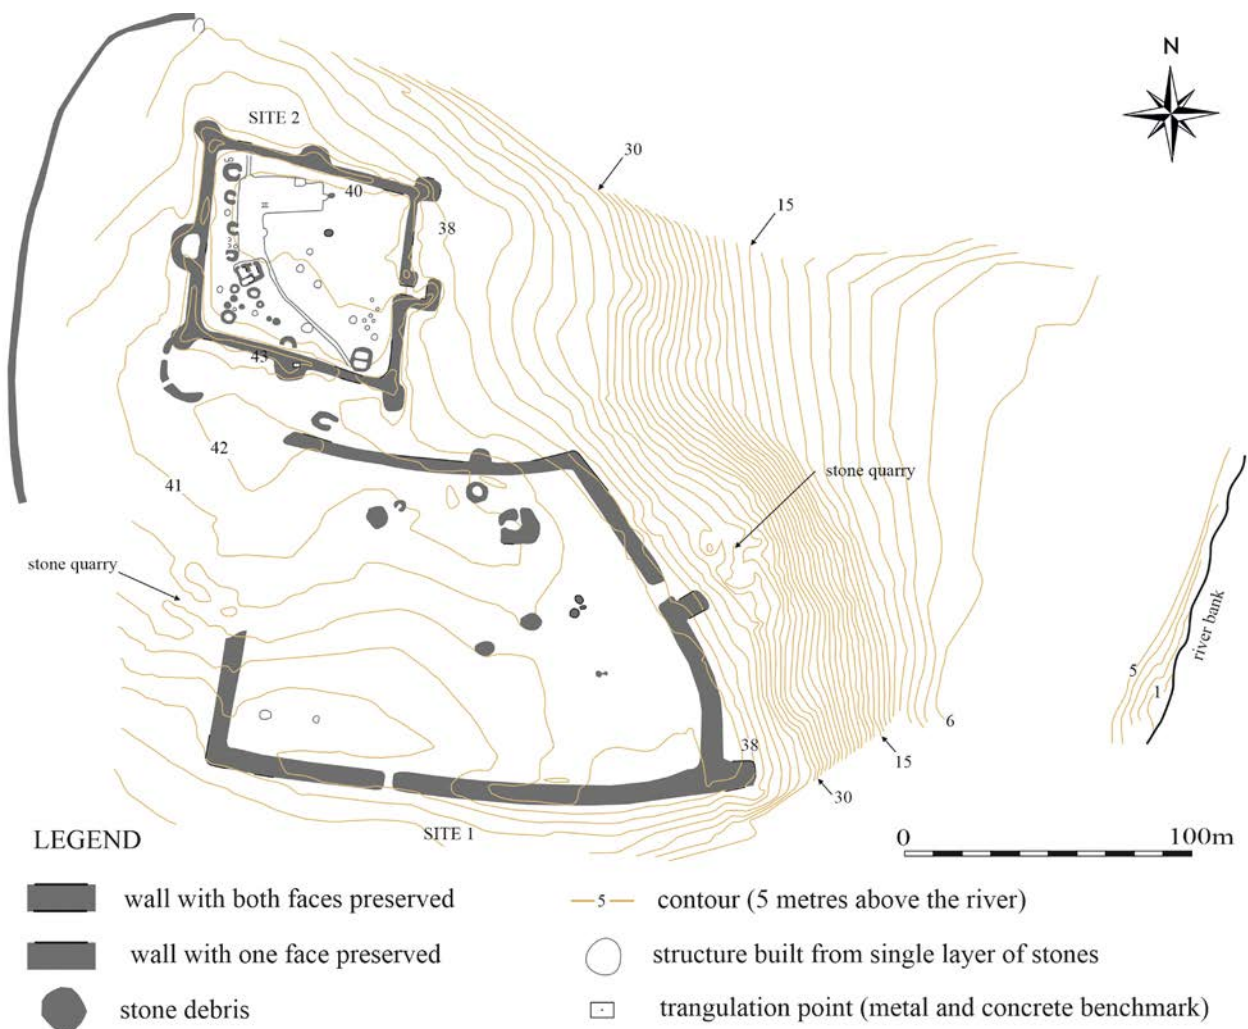 N
SITE 2
30
40
15
38
43
42
stone quarry
41
stone quarry
river bank
5
1
6
38
15
30
SITE 1
LEGEND
0 100m
wall with both faces preserved
—5— contour (5 metres above the river)
wall with one face preserved
structure built from single layer of stones
stone debris
trangulation point (metal and concrete benchmark)